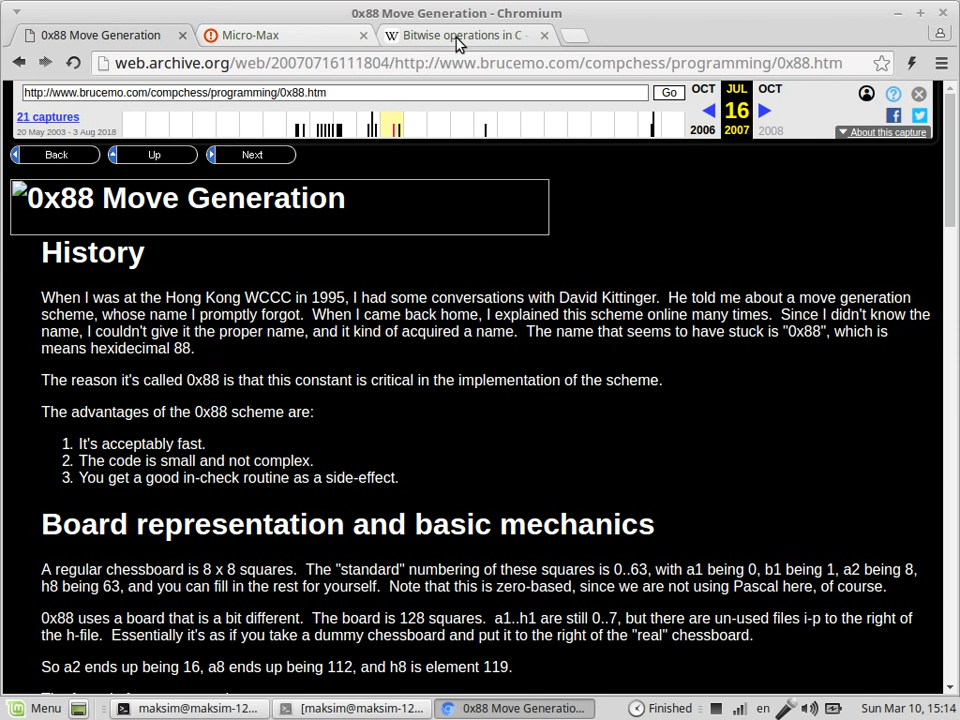 0x88 Move Generation - Chromium
0x88 Move Generation
Micro-Max
Bitwise operations in C -
web.archive.org/web/20070716111804/http://www.brucemo.com/compchess/programming/0x88.htm
http://www.brucemo.com/compchess/programming/0x88.htm
Go
OCT JUL OCT
21 captures
16
20 May 2003 - 3 Aug 2018
2006 2007 2008
About this capture
Back Up Next
0x88 Move Generation
History
When I was at the Hong Kong WCCC in 1995, I had some conversations with David Kittinger. He told me about a move generation
scheme, whose name I promptly forgot. When I came back home, I explained this scheme online many times. Since I didn't know the
name, I couldn't give it the proper name, and it kind of acquired a name. The name that seems to have stuck is "0x88", which is
means hexidecimal 88.
The reason it's called 0x88 is that this constant is critical in the implementation of the scheme.
The advantages of the 0x88 scheme are:
1. It's acceptably fast.
2. The code is small and not complex.
3. You get a good in-check routine as a side-effect.
Board representation and basic mechanics
A regular chessboard is 8 x 8 squares. The "standard" numbering of these squares is 0..63, with a1 being 0, b1 being 1, a2 being 8,
h8 being 63, and you can fill in the rest for yourself. Note that this is zero-based, since we are not using Pascal here, of course.
0x88 uses a board that is a bit different. The board is 128 squares. a1..h1 are still 0..7, but there are un-used files i-p to the right of
the h-file. Essentially it's as if you take a dummy chessboard and put it to the right of the "real" chessboard.
So a2 ends up being 16, a8 ends up being 112, and h8 is element 119.
Menu
maksim@maksim-12...
[maksim@maksim-12...
0x88 Move Generatio...
Finished
en
Sun Mar 10, 15:14